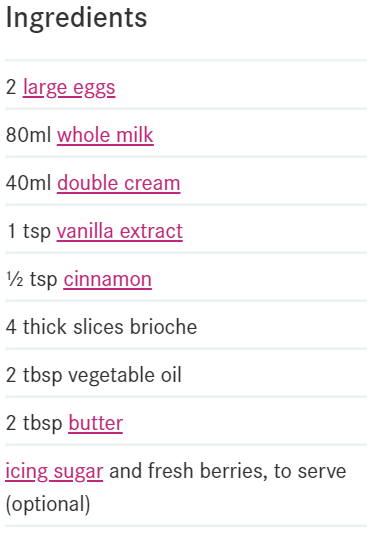 Ingredients
2 large eggs
80ml whole milk
40ml double cream
1 tsp vanilla extract
½ tsp cinnamon
4 thick slices brioche
2 tbsp vegetable oil
2 tbsp butter
icing sugar and fresh berries, to serve
(optional)